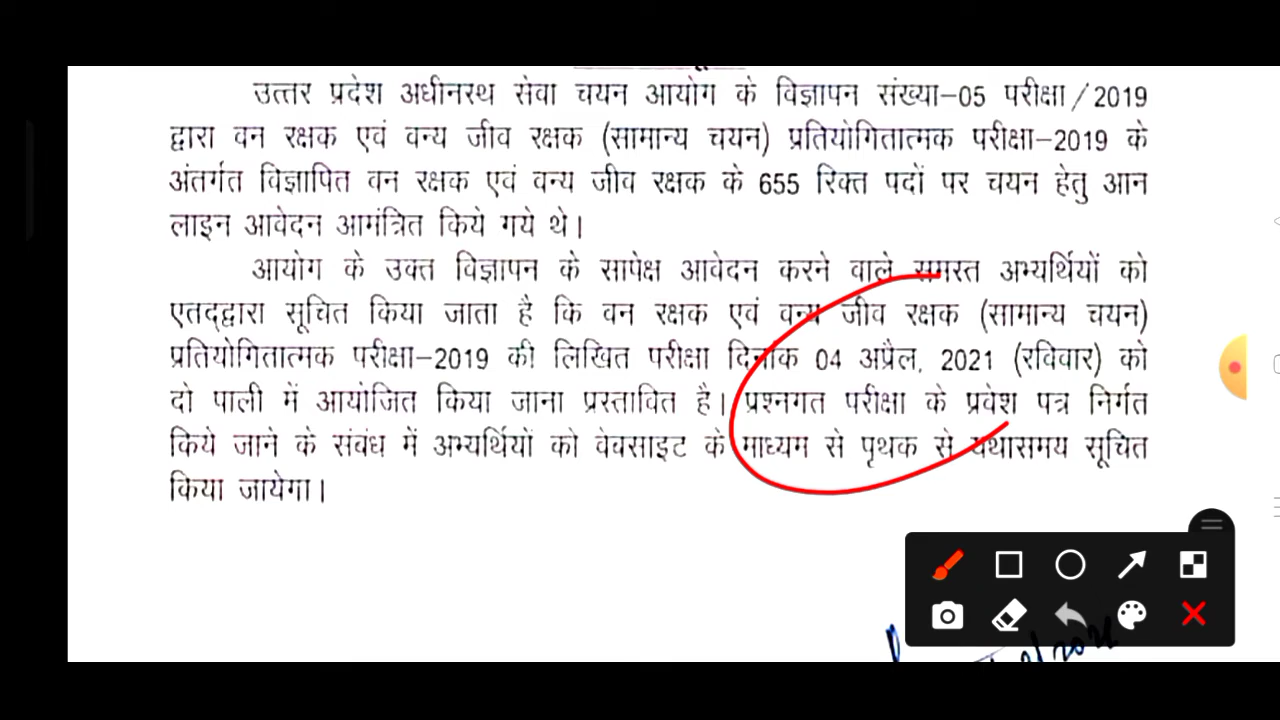 उत्तर प्रदेश अधीनस्थ सेवा चयन आयोग के विज्ञापन संख्या-05 परीक्षा/2019
द्वारा वन रक्षक एवं वन्य जीव रक्षक (सामान्य चयन) प्रतियोगितात्मक परीक्षा-2019 के
अंतर्गत विज्ञापित वन रक्षक एवं वन्य जीव रक्षक के 655 रिक्त पदों पर चयन हेतु आन
लाइन आवेदन आमंत्रित किये गये थे।
आयोग के उक्त विज्ञापन के सापेक्ष आवेदन करने वाले समस्त अभ्यर्थियों को
एतद्द्वारा सूचित किया जाता है कि वन रक्षक एवं वन्य जीव रक्षक (सामान्य चयन)
प्रतियोगितात्मक परीक्षा-2019 की लिखित परीक्षा दिनांक 04 अप्रैल, 2021 (रविवार) को
दो पाली में आयोजित किया जाना प्रस्तावित है। प्रश्नगत परीक्षा के प्रवेश पत्र निर्गत
किये जाने के संबंध में अभ्यर्थियों को वेबसाइट के माध्यम से पृथक से यथासमय सूचित
किया जायेगा।